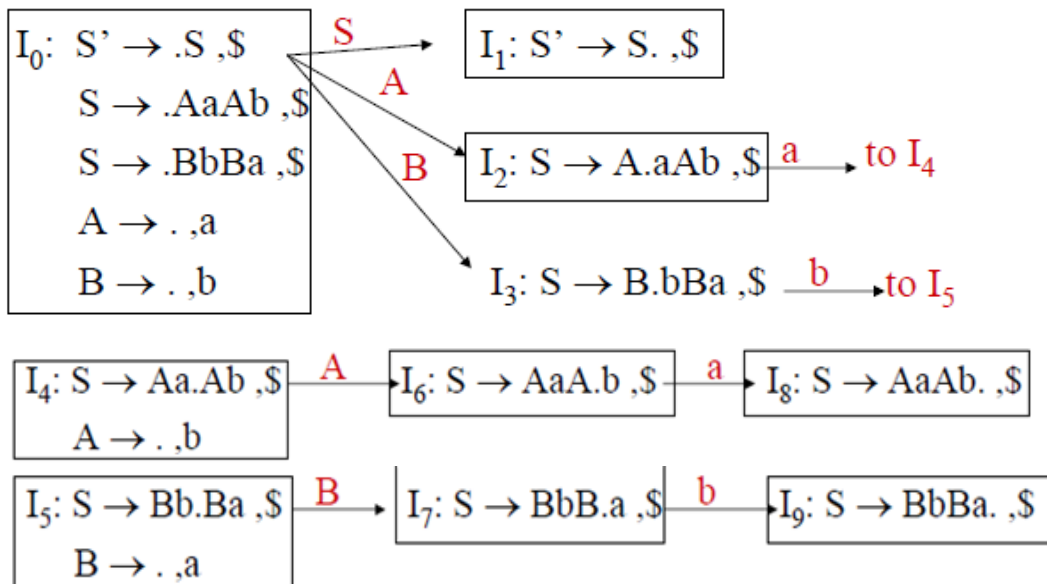 I₀: S’ → .S ,$
S → .AaAb ,$
S → .BbBa ,$
A → . ,a
B → . ,b
S
A
B
I₁: S’ → S. ,$
I₂: S → A.aAb ,$ a to I₄
I₃: S → B.bBa ,$ b to I₅
I₄: S → Aa.Ab ,$ A I₆: S → AaA.b ,$ a I₈: S → AaAb. ,$
A → . ,b
I₅: S → Bb.Ba ,$ B I₇: S → BbB.a ,$ b I₉: S → BbBa. ,$
B → . ,a